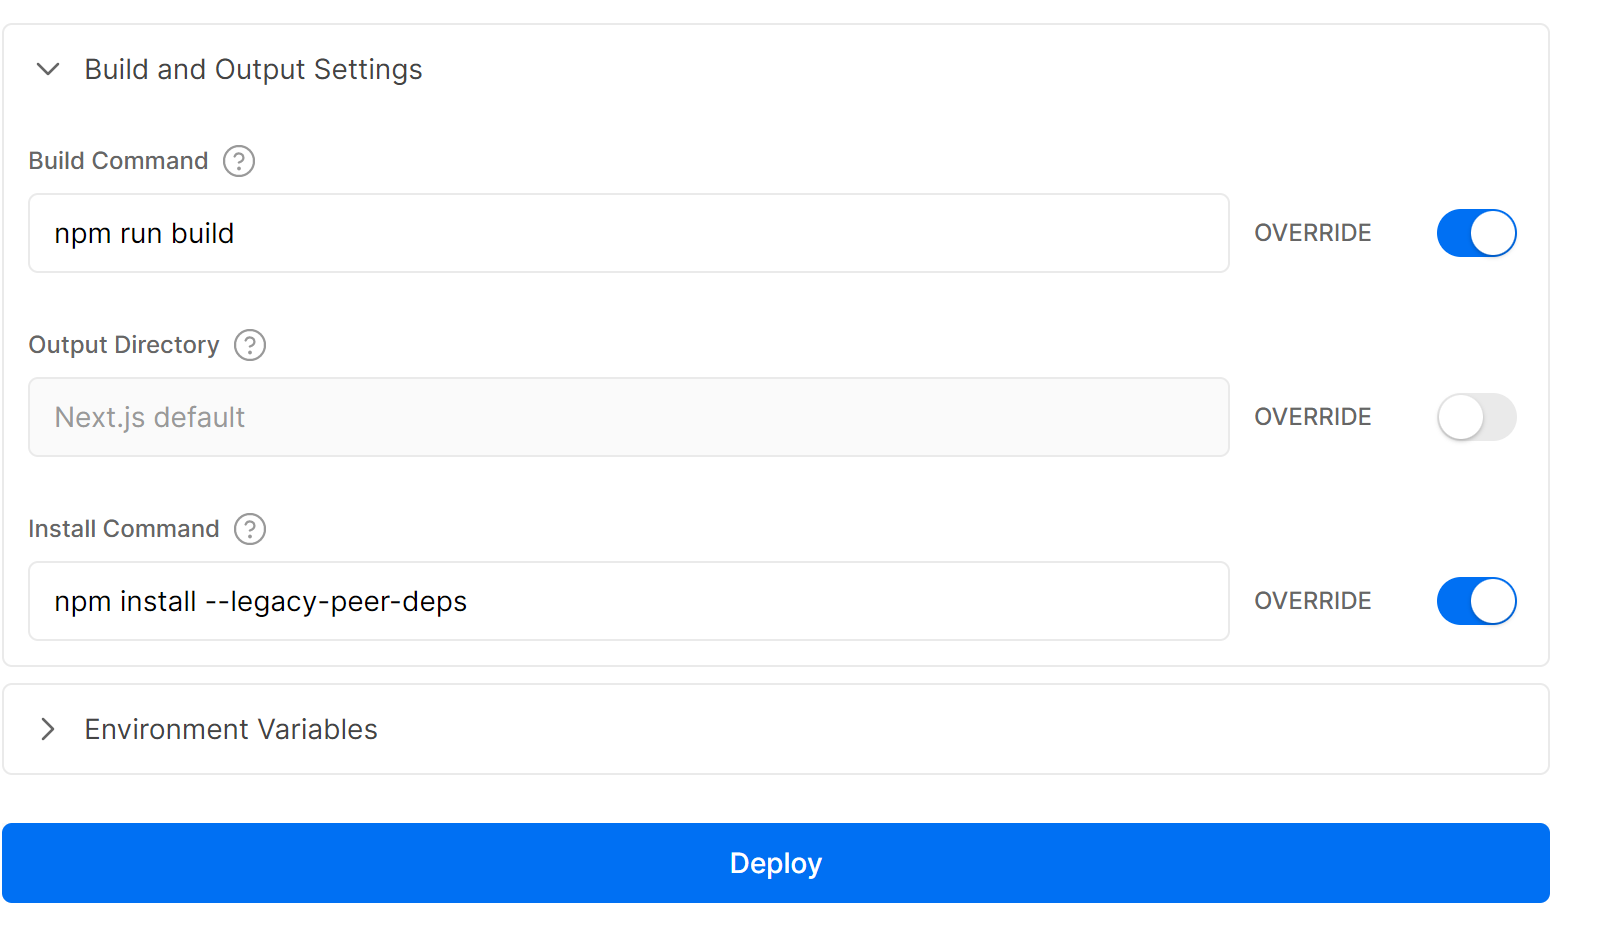 Build and Output Settings
Build Command ?
npm run build
OVERRIDE
Output Directory ?
Next.js default
OVERRIDE
Install Command ?
npm install --legacy-peer-deps
OVERRIDE
Environment Variables
Deploy